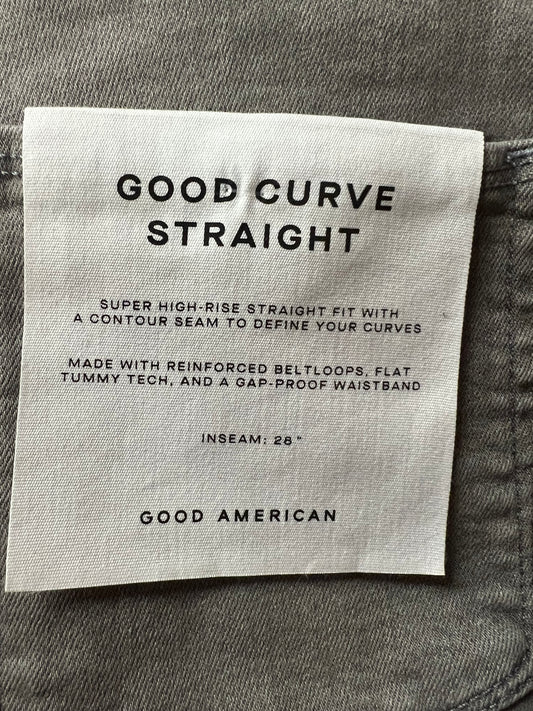 GOOD CURVE
STRAIGHT
SUPER HIGH-RISE STRAIGHT FIT WITH
A CONTOUR SEAM TO DEFINE YOUR CURVES
MADE WITH REINFORCED BELTLOOPS, FLAT
TUMMY TECH, AND A GAP-PROOF WAISTBAND
INSEAM: 28"
GOOD AMERICAN